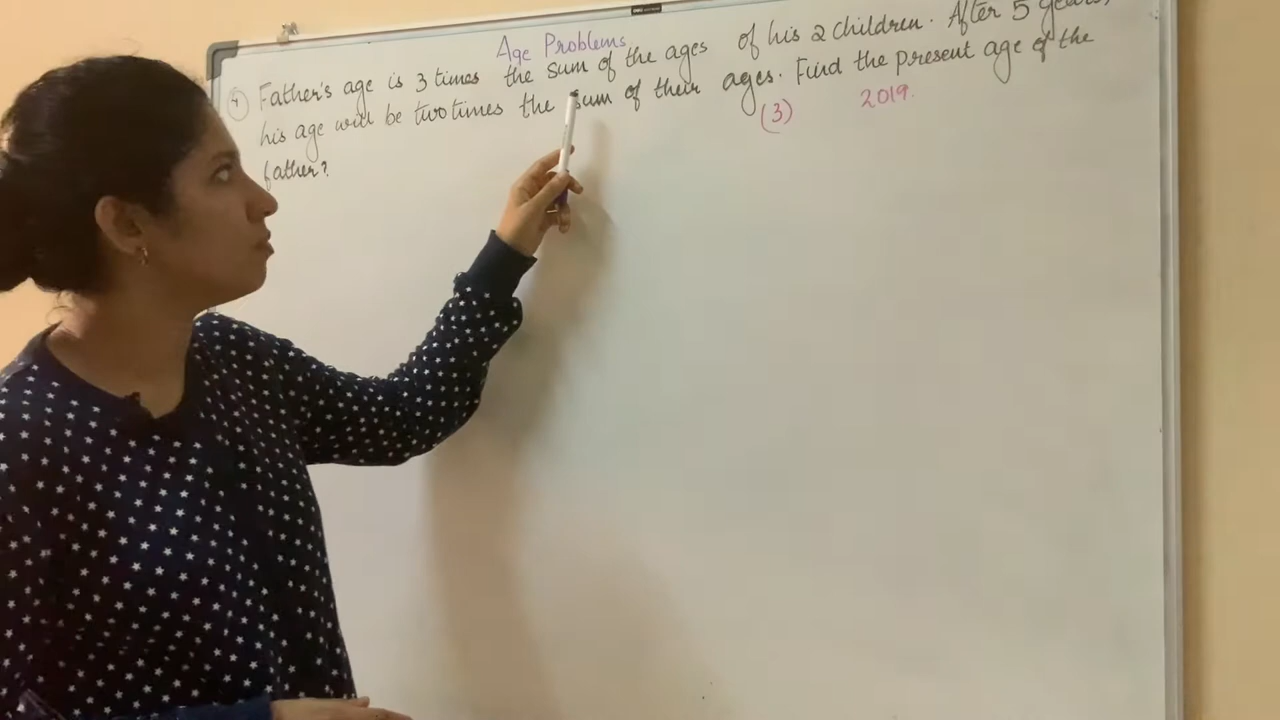 Age Problems
4 Father's age is 3 times the sum of the ages of his 2 children. After 5 years,
his age will be two times the sum of their ages. Find the present age of the
father?
(3) 2019.